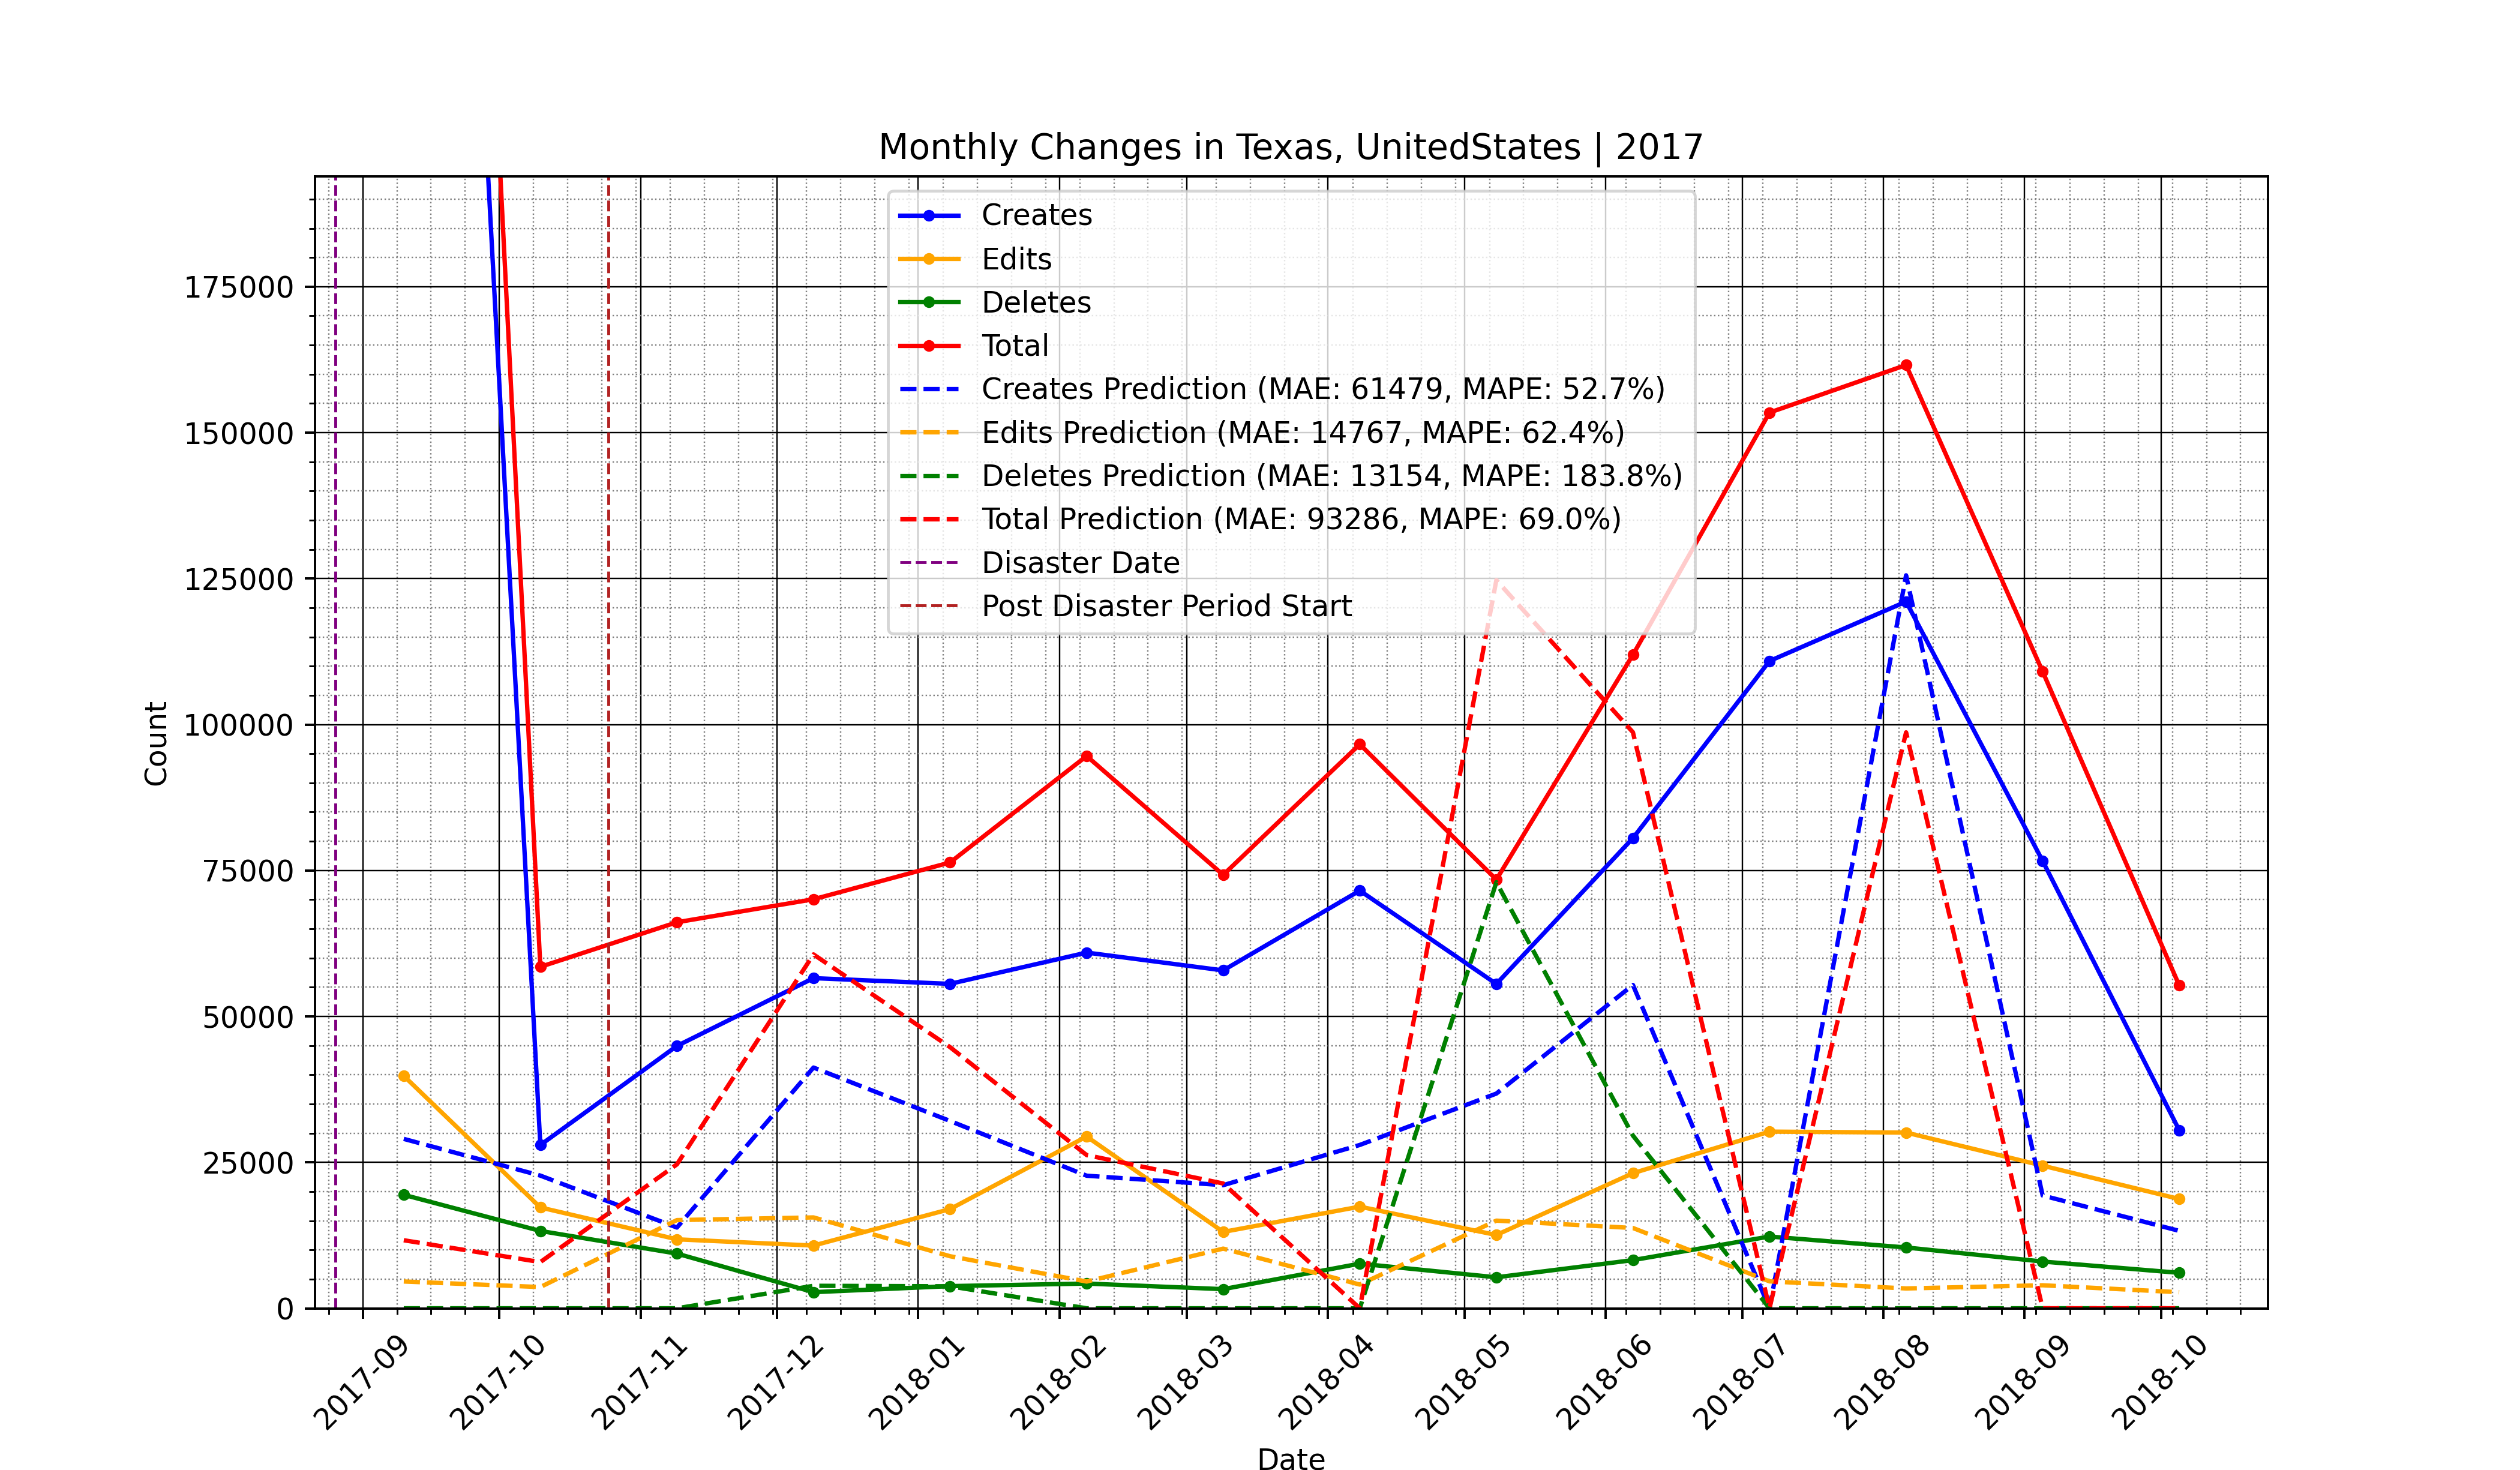 Monthly Changes in Texas, UnitedStates | 2017
Creates
Edits
Deletes
Total
Creates Prediction (MAE: 61479, MAPE: 52.7%)
Edits Prediction (MAE: 14767, MAPE: 62.4%)
Deletes Prediction (MAE: 13154, MAPE: 183.8%)
Total Prediction (MAE: 93286, MAPE: 69.0%)
Disaster Date
Post Disaster Period Start
Count
175000
150000
125000
100000
75000
50000
25000
0
2017-09
2017-10
2017-11
2017-12
2018-01
2018-02
2018-03
2018-04
2018-05
2018-06
2018-07
2018-08
2018-09
2018-10
Date